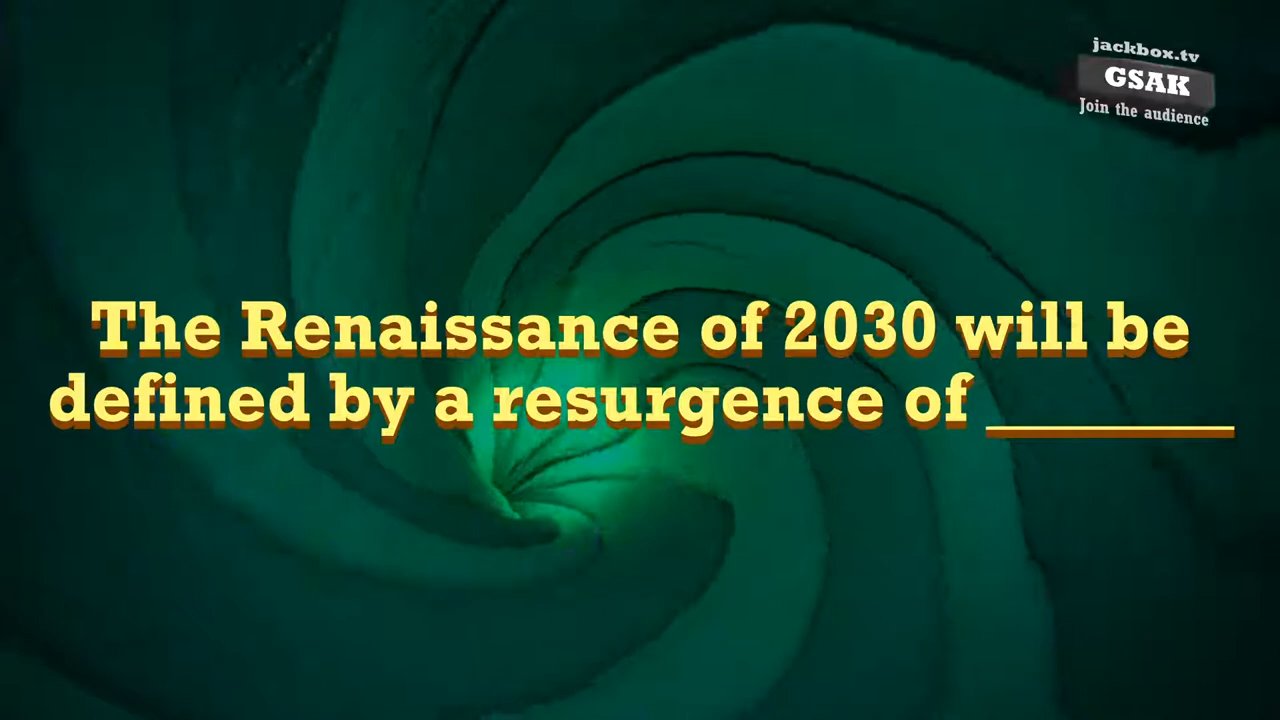 jackbox.tv
GSAK
Join the audience
The Renaissance of 2030 will be
defined by a resurgence of ________